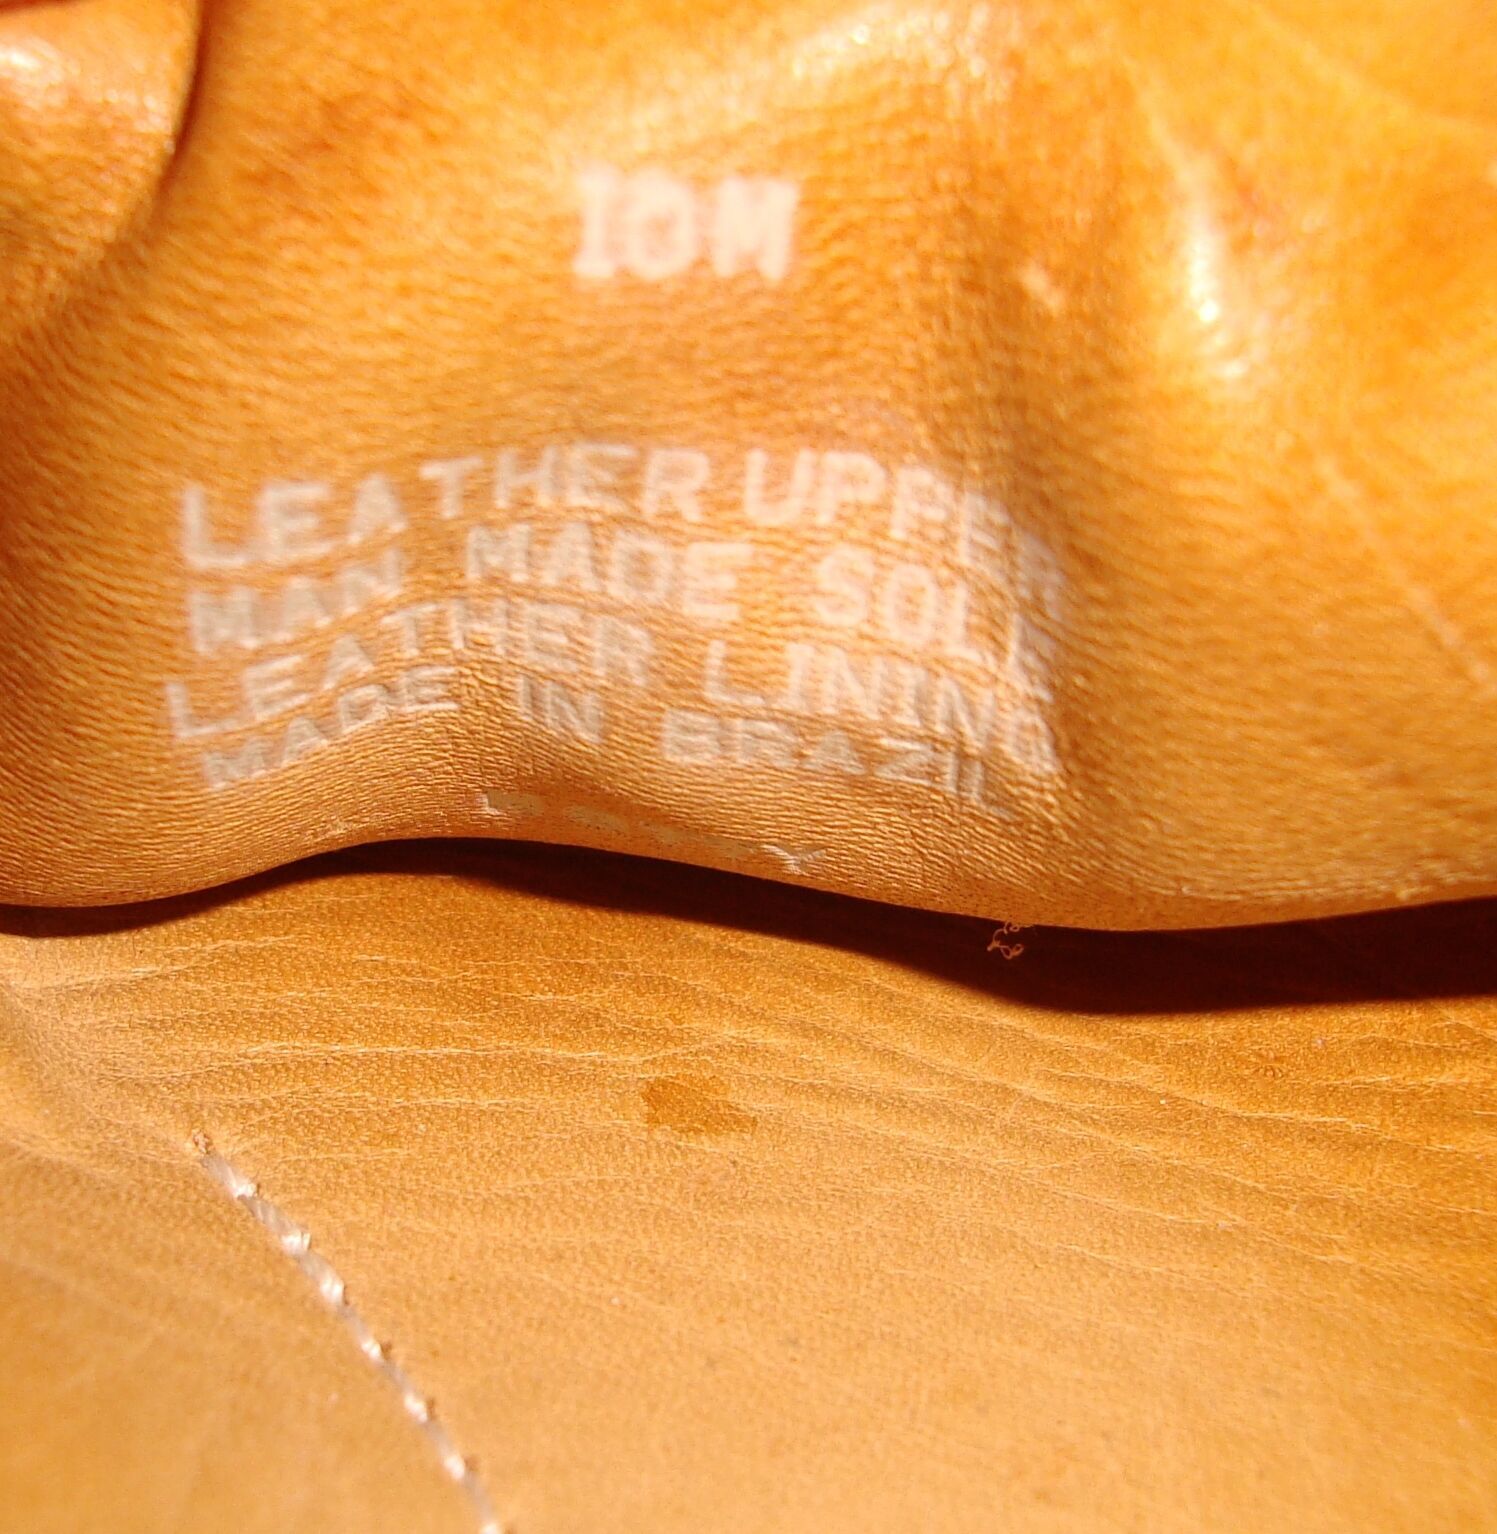 10M
LEATHER UPPER
MAN MADE SOLE
LEATHER LINING
MADE IN BRAZIL